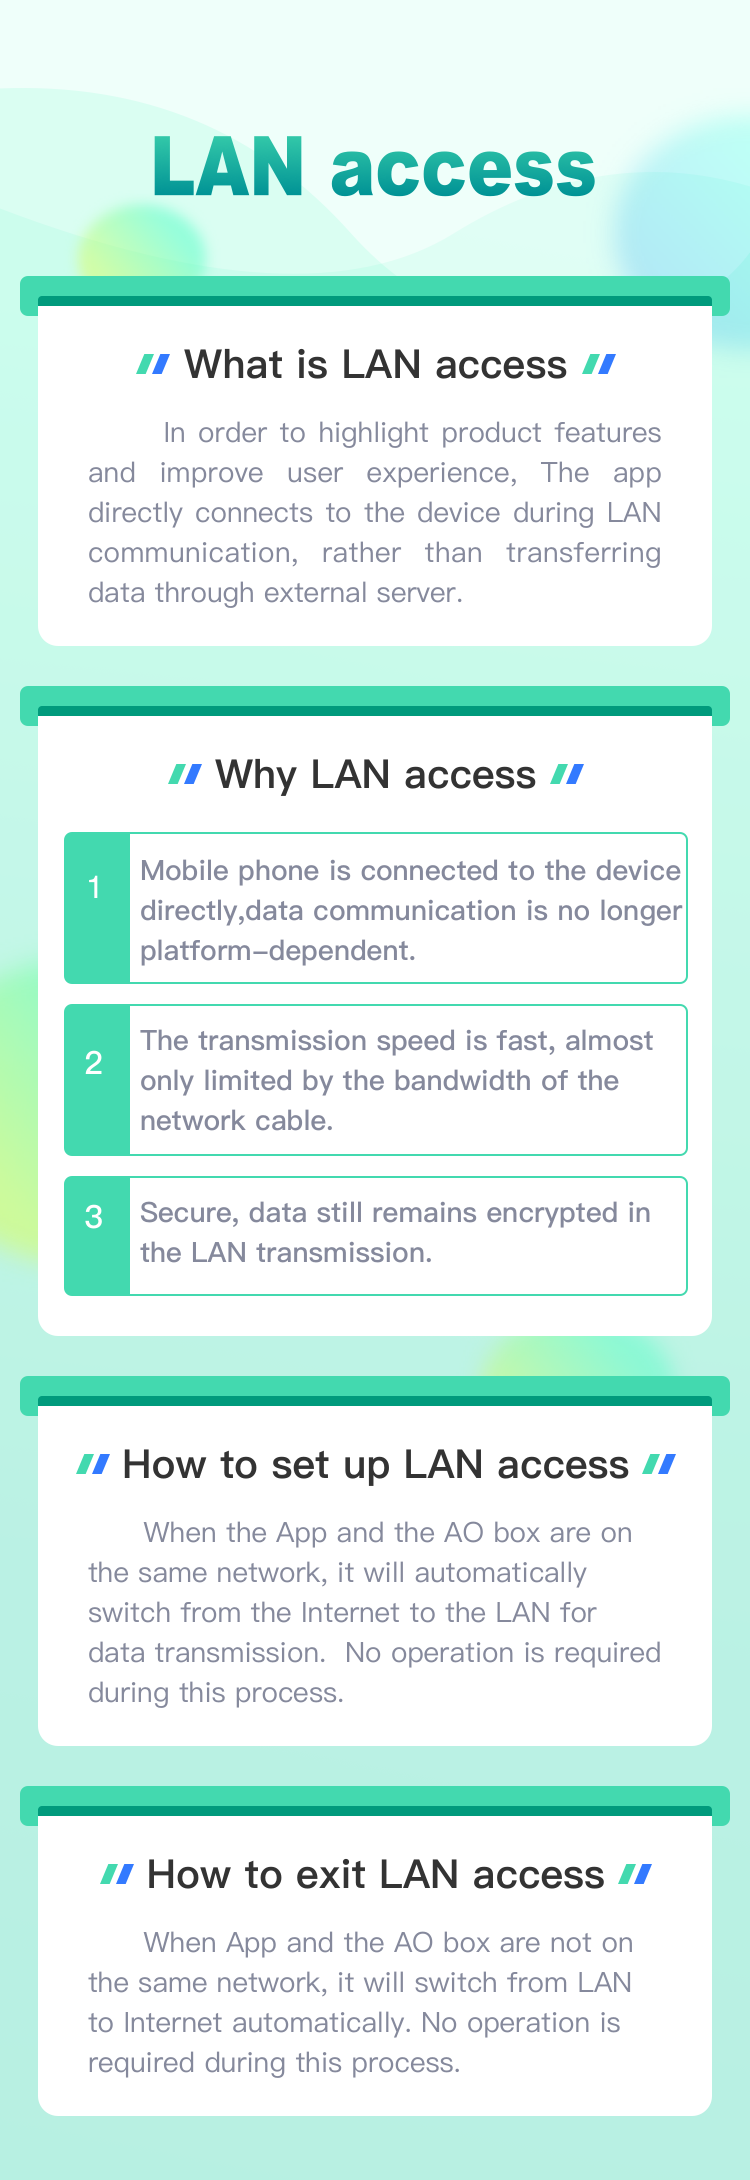 LAN access
What is LAN access
In order to highlight product features
and improve user experience, The app
directly connects to the device during LAN
communication, rather than transferring
data through external server.
Why LAN access
1
Mobile phone is connected to the device
directly,data communication is no longer
platform-dependent.
2
The transmission speed is fast, almost
only limited by the bandwidth of the
network cable.
3
Secure, data still remains encrypted in
the LAN transmission.
How to set up LAN access
When the App and the AO box are on
the same network, it will automatically
switch from the Internet to the LAN for
data transmission. No operation is required
during this process.
How to exit LAN access
When App and the AO box are not on
the same network, it will switch from LAN
to Internet automatically. No operation is
required during this process.